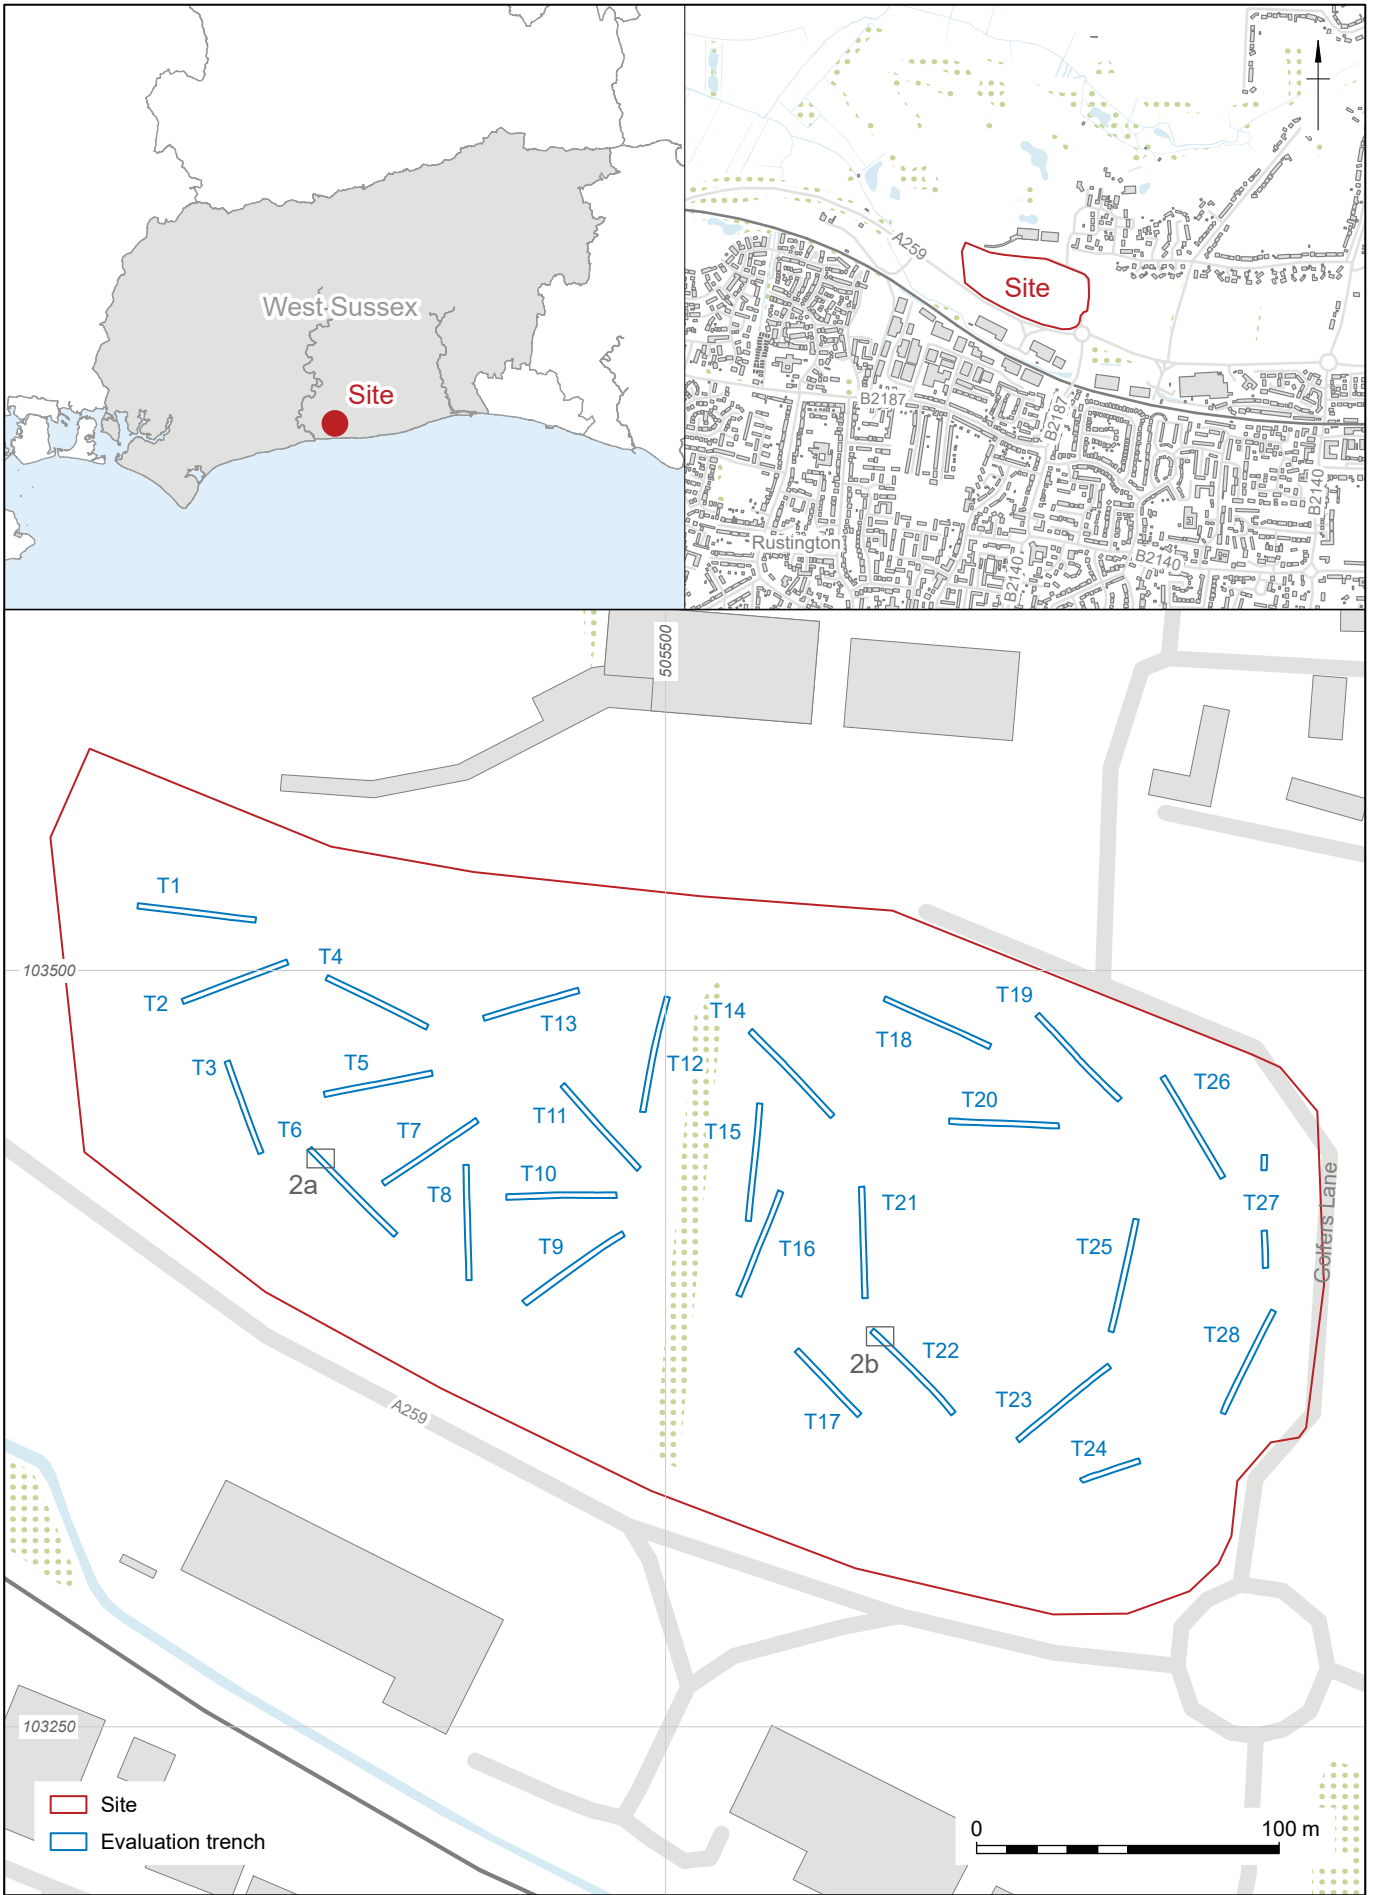 West Sussex
Site
A259
Site
B2187
B2187
Rustington
B2140
B2140
B2140
505500
103500
T1
T2
T4
T13
T3
T5
T6
2a
T7
T8
T11
T10
T9
T12
T14
T18
T19
T15
T20
T26
T16
T21
T27
T25
Golfers Lane
T22
2b
T28
T17
T23
T24
A259
103250
Site
Evaluation trench
0 100 m